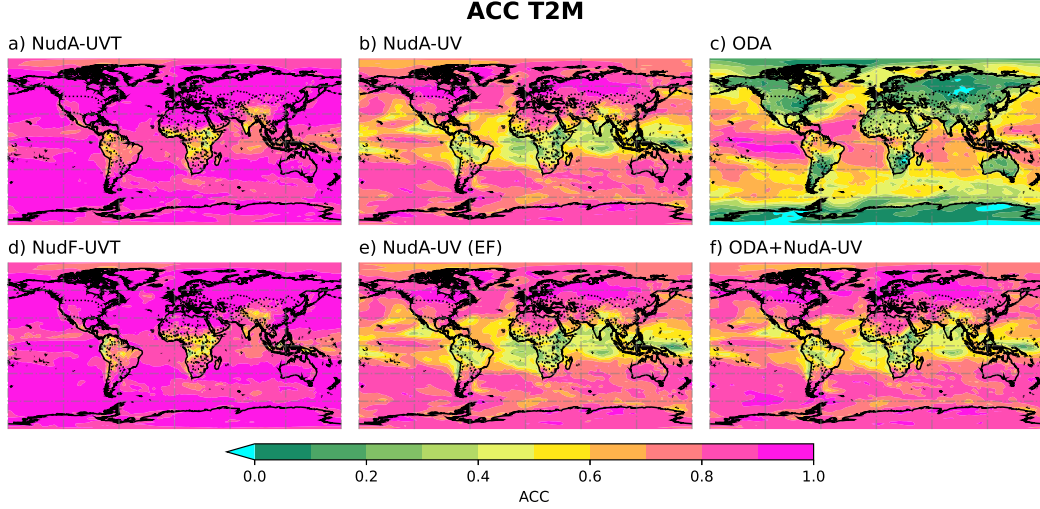 ACC T2M
a) NudA-UVT
b) NudA-UV
c) ODA
d) NudF-UVT
e) NudA-UV (EF)
f) ODA+NudA-UV
0.0 0.2 0.4 0.6 0.8 1.0
ACC